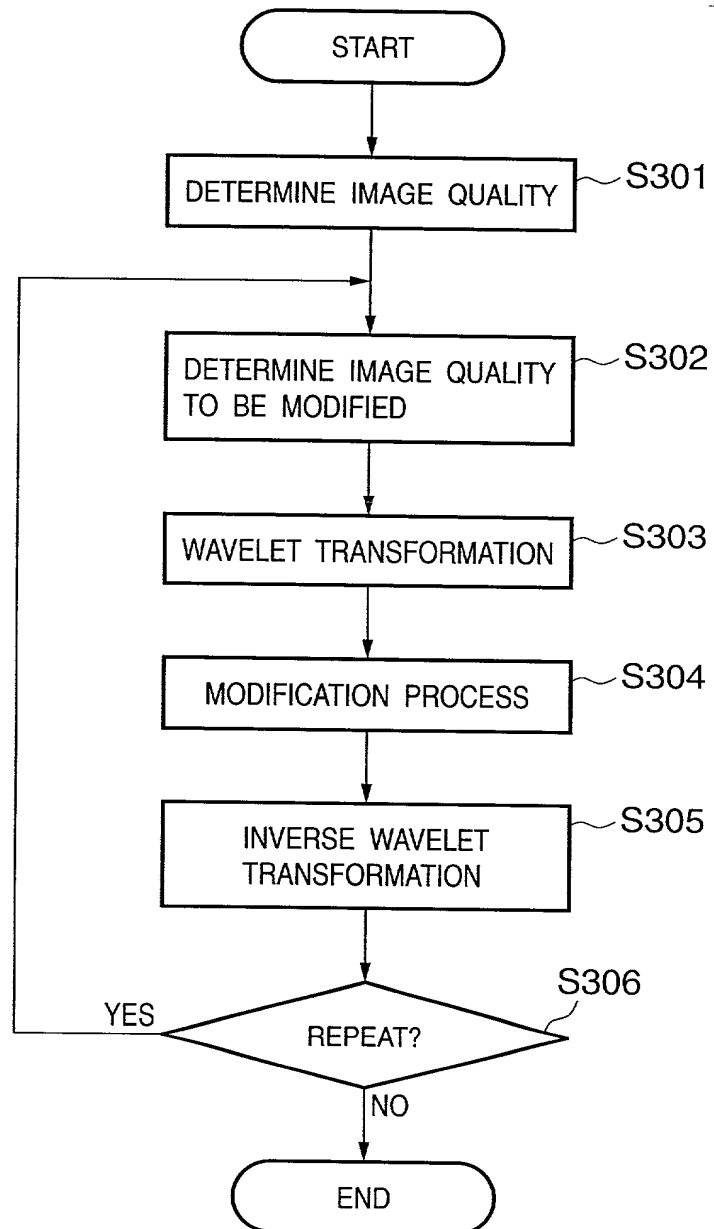 START
DETERMINE IMAGE QUALITY
S301
DETERMINE IMAGE QUALITY
TO BE MODIFIED
S302
WAVELET TRANSFORMATION
S303
MODIFICATION PROCESS
S304
INVERSE WAVELET
TRANSFORMATION
S305
REPEAT?
S306
YES
NO
END